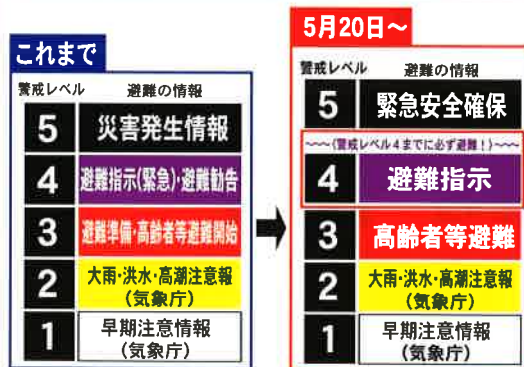 これまで
警戒レベル 避難の情報
5 災害発生情報
4 避難指示(緊急)・避難勧告
3 避難準備・高齢者等避難開始
2 大雨・洪水・高潮注意報
(気象庁)
1 早期注意情報
(気象庁)
5月20日～
警戒レベル 避難の情報
5 緊急安全確保
～～～〈警戒レベル4までに必ず避難！〉～～～
4 避難指示
3 高齢者等避難
2 大雨・洪水・高潮注意報
(気象庁)
1 早期注意情報
(気象庁)